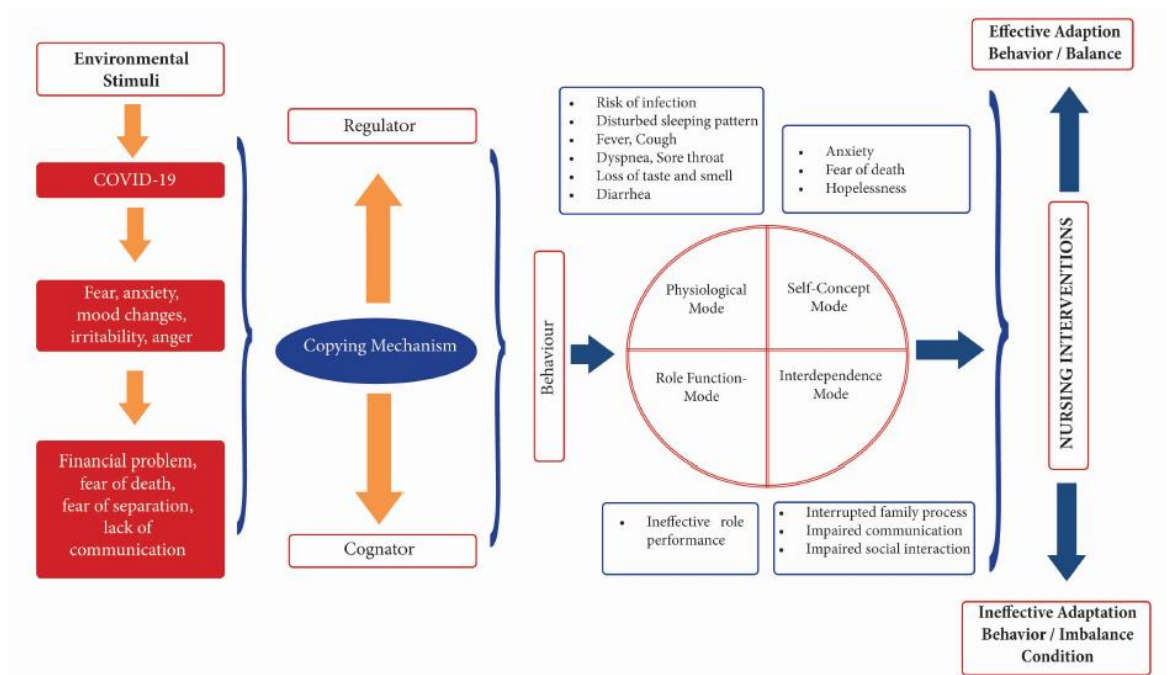 Environmental
Stimuli
COVID-19
Fear, anxiety,
mood changes,
irritability, anger
Financial problem,
fear of death,
fear of separation,
lack of
communication
Regulator
Copying Mechanism
Cognator
Behaviour
• Risk of infection
• Disturbed sleeping pattern
• Fever, Cough
• Dyspnea, Sore throat
• Loss of taste and smell
• Diarrhea
• Anxiety
• Fear of death
• Hopelessness
Physiological
Mode
Self-Concept
Mode
Role Function-
Mode
Interdependence
Mode
• Ineffective role
performance
• Interrupted family process
• Impaired communication
• Impaired social interaction
Effective Adaption
Behavior / Balance
NURSING INTERVENTIONS
Ineffective Adaptation
Behavior / Imbalance
Condition